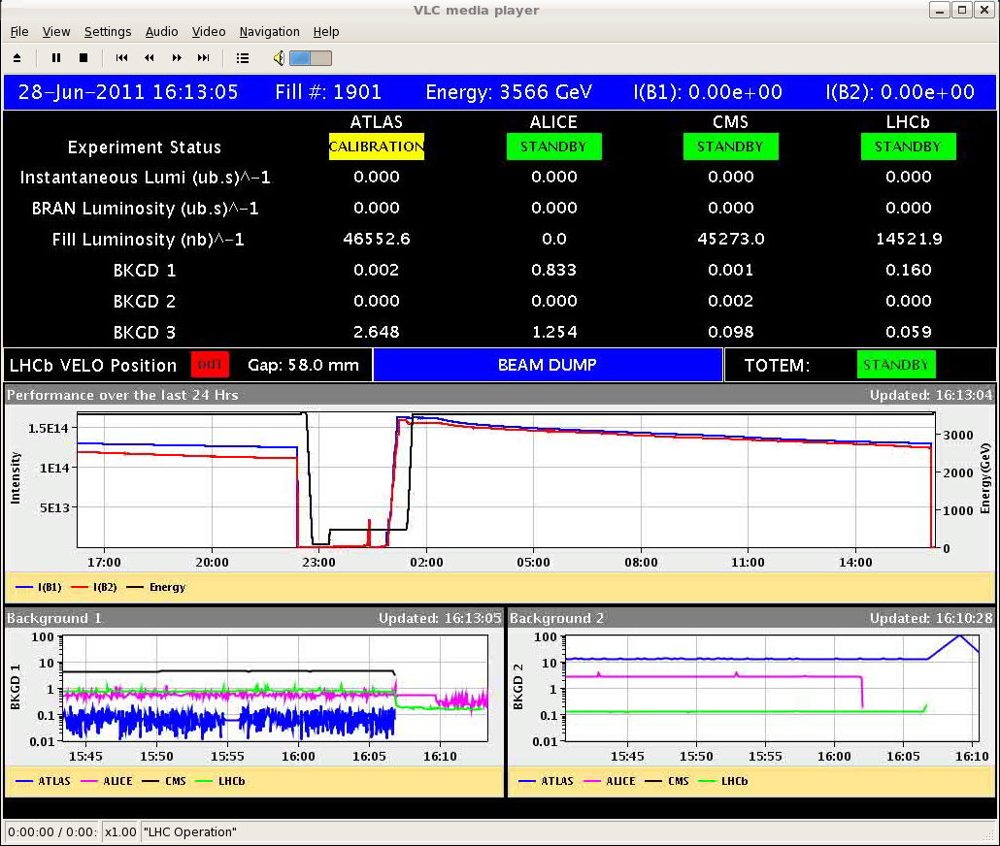 VLC media player
File View Settings Audio Video Navigation Help
28-Jun-2011 16:13:05 Fill #: 1901 Energy: 3566 GeV I(B1): 0.00e+00 I(B2): 0.00e+00
ATLAS ALICE CMS LHCb
Experiment Status CALIBRATION STANDBY STANDBY STANDBY
Instantaneous Lumi (ub.s)^-1 0.000 0.000 0.000 0.000
BRAN Luminosity (ub.s)^-1 0.000 0.000 0.000 0.000
Fill Luminosity (nb)^-1 46552.6 0.0 45273.0 14521.9
BKGD 1 0.002 0.833 0.001 0.160
BKGD 2 0.000 0.000 0.002 0.000
BKGD 3 2.648 1.254 0.098 0.059
LHCb VELO Position OUT Gap: 58.0 mm BEAM DUMP TOTEM: STANDBY
Performance over the last 24 Hrs Updated: 16:13:04
Intensity
1.5E14
1E14
5E13
3000
2000
1000
0
Energy(GeV)
17:00 20:00 23:00 02:00 05:00 08:00 11:00 14:00
I(B1) I(B2) Energy
Background 1 Updated: 16:13:05
BKGD 1
100
10
1
0.1
0.01
15:45 15:50 15:55 16:00 16:05 16:10
ATLAS ALICE CMS LHCb
Background 2 Updated: 16:10:28
BKGD 2
100
10
1
0.1
0.01
15:45 15:50 15:55 16:00 16:05 16:10
ATLAS ALICE CMS LHCb
0:00:00 / 0:00: x1.00 "LHC Operation"